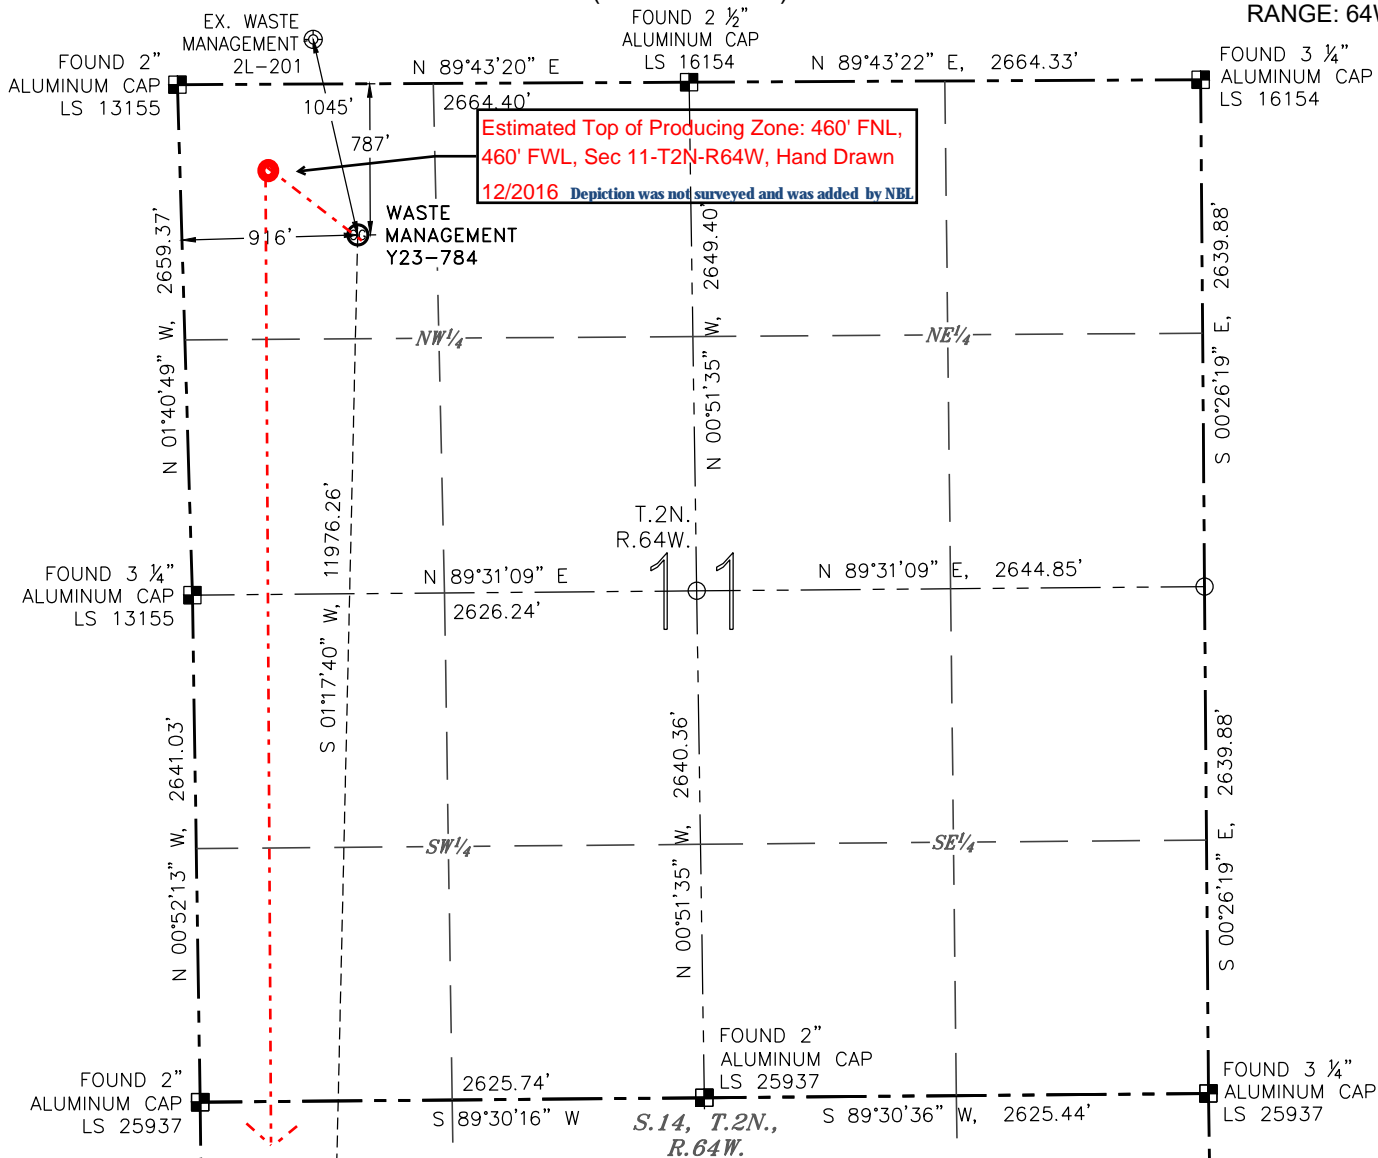 RANGE: 64W
EX. WASTE
MANAGEMENT
2L-201
FOUND 2"
ALUMINUM CAP
LS 13155
N 89°43'20" E
2664.40'
FOUND 2 ½"
ALUMINUM CAP
LS 16154
N 89°43'22" E, 2664.33'
FOUND 3 ¼"
ALUMINUM CAP
LS 16154
1045'
787'
Estimated Top of Producing Zone: 460' FNL,
460' FWL, Sec 11-T2N-R64W, Hand Drawn
12/2016 Depiction was not surveyed and was added by NBL
916'
WASTE
MANAGEMENT
Y23-784
N 01°40'49" W, 2659.37'
N 00°51'35" W, 2649.40'
S 00°26'19" E, 2639.88'
NW¼
NE¼
S 01°17'40" W, 11976.26'
T.2N.
R.64W.
11
FOUND 3 ¼"
ALUMINUM CAP
LS 13155
N 89°31'09" E
2626.24'
N 89°31'09" E, 2644.85'
N 00°52'13" W, 2641.03'
N 00°51'35" W, 2640.36'
S 00°26'19" E, 2639.88'
SW¼
SE¼
FOUND 2"
ALUMINUM CAP
LS 25937
2625.74'
S 89°30'16" W
FOUND 2"
ALUMINUM CAP
LS 25937
S.14, T.2N.,
R.64W.
S 89°30'36" W, 2625.44'
FOUND 3 ¼"
ALUMINUM CAP
LS 25937